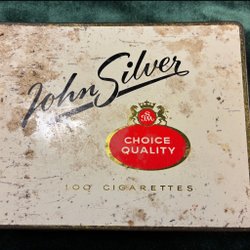 John Silver
CHOICE
QUALITY
100 CIGARETTES